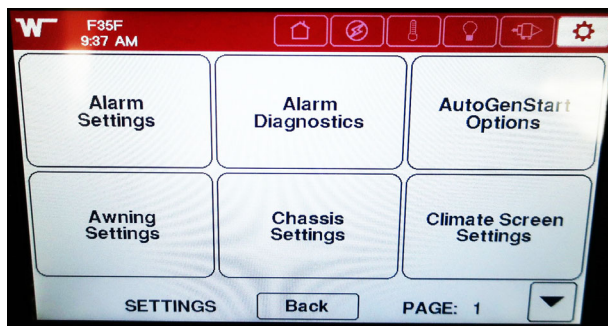 W
F35F
9:37 AM
Alarm
Settings
Alarm
Diagnostics
AutoGenStart
Options
Awning
Settings
Chassis
Settings
Climate Screen
Settings
SETTINGS
Back
PAGE: 1